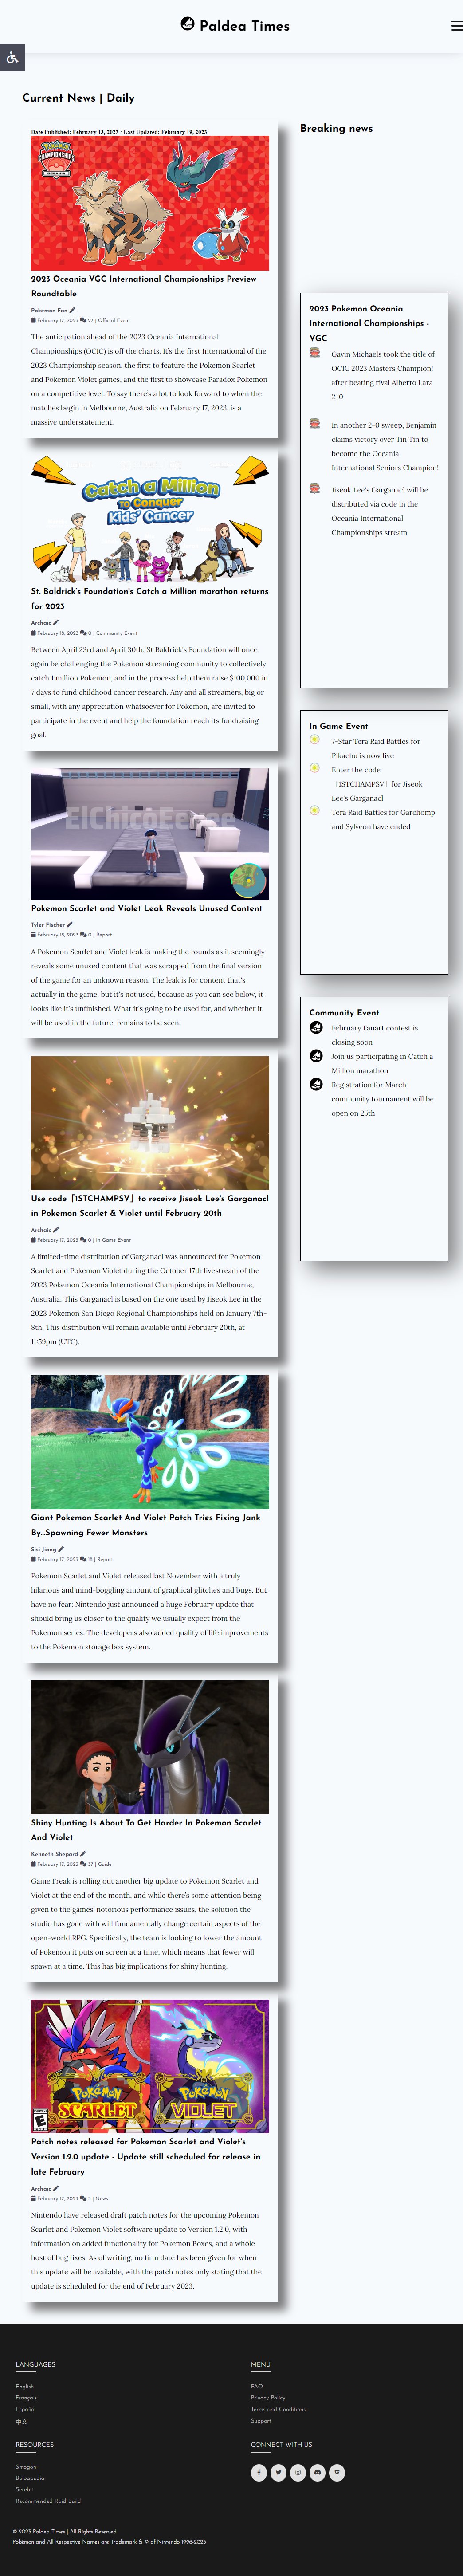 Paldea Times
Current News | Daily
Date Published: February 13, 2023 · Last Updated: February 19, 2023
POKÉMON
CHAMPIONSHIPS
2023 Oceania VGC International Championships Preview
Roundtable
Pokemon Fan
February 17, 2023 27 | Official Event
The anticipation ahead of the 2023 Oceania International
Championships (OCIC) is off the charts. It's the first International of the
2023 Championship season, the first to feature the Pokemon Scarlet
and Pokemon Violet games, and the first to showcase Paradox Pokemon
on a competitive level. To say there's a lot to look forward to when the
matches begin in Melbourne, Australia on February 17, 2023, is a
massive understatement.
Catch a Million
to Conquer
Kids' Cancer
St. Baldrick's Foundation's Catch a Million marathon returns
for 2023
Archaic
February 18, 2023 0 | Community Event
Between April 23rd and April 30th, St Baldrick's Foundation will once
again be challenging the Pokemon streaming community to collectively
catch 1 million Pokemon, and in the process help them raise $100,000 in
7 days to fund childhood cancer research. Any and all streamers, big or
small, with any appreciation whatsoever for Pokemon, are invited to
participate in the event and help the foundation reach its fundraising
goal.
Pokemon Scarlet and Violet Leak Reveals Unused Content
Tyler Fischer
February 18, 2023 0 | Report
A Pokemon Scarlet and Violet leak is making the rounds as it seemingly
reveals some unused content that was scrapped from the final version
of the game for an unknown reason. The leak is for content that's
actually in the game, but it's not used, because as you can see below, it
looks like it's unfinished. What it's going to be used for, and whether it
will be used in the future, remains to be seen.
Use code「1STCHAMPSV」to receive Jiseok Lee's Garganacl
in Pokemon Scarlet & Violet until February 20th
Archaic
February 17, 2023 0 | In Game Event
A limited-time distribution of Garganacl was announced for Pokemon
Scarlet and Pokemon Violet during the October 17th livestream of the
2023 Pokemon Oceania International Championships in Melbourne,
Australia. This Garganacl is based on the one used by Jiseok Lee in the
2023 Pokemon San Diego Regional Championships held on January 7th-
8th. This distribution will remain available until February 20th, at
11:59pm (UTC).
Giant Pokemon Scarlet And Violet Patch Tries Fixing Jank
By...Spawning Fewer Monsters
Sisi Jiang
February 17, 2023 18 | Report
Pokemon Scarlet and Violet released last November with a truly
hilarious and mind-boggling amount of graphical glitches and bugs. But
have no fear: Nintendo just announced a huge February update that
should bring us closer to the quality we usually expect from the
Pokemon series. The developers also added quality of life improvements
to the Pokemon storage box system.
Shiny Hunting Is About To Get Harder In Pokemon Scarlet
And Violet
Kenneth Shepard
February 17, 2023 37 | Guide
Game Freak is rolling out another big update to Pokemon Scarlet and
Violet at the end of the month, and while there's some attention being
given to the games' notorious performance issues, the solution the
studio has gone with will fundamentally change certain aspects of the
open-world RPG. Specifically, the team is looking to lower the amount
of Pokemon it puts on screen at a time, which means that fewer will
spawn at a time. This has big implications for shiny hunting.
POKÉMON
SCARLET
POKÉMON
VIOLET
E
Patch notes released for Pokemon Scarlet and Violet's
Version 1.2.0 update - Update still scheduled for release in
late February
Archaic
February 17, 2023 5 | News
Nintendo have released draft patch notes for the upcoming Pokemon
Scarlet and Pokemon Violet software update to Version 1.2.0, with
information on added functionality for Pokemon Boxes, and a whole
host of bug fixes. As of writing, no firm date has been given for when
this update will be available, with the patch notes only stating that the
update is scheduled for the end of February 2023.
Breaking news
2023 Pokemon Oceania
International Championships -
VGC
Gavin Michaels took the title of
OCIC 2023 Masters Champion!
after beating rival Alberto Lara
2-0
In another 2-0 sweep, Benjamin
claims victory over Tin Tin to
become the Oceania
International Seniors Champion!
Jiseok Lee's Garganacl will be
distributed via code in the
Oceania International
Championships stream
In Game Event
7-Star Tera Raid Battles for
Pikachu is now live
Enter the code
「1STCHAMPSV」for Jiseok
Lee's Garganacl
Tera Raid Battles for Garchomp
and Sylveon have ended
Community Event
February Fanart contest is
closing soon
Join us participating in Catch a
Million marathon
Registration for March
community tournament will be
open on 25th
LANGUAGES
English
Français
Español
中文
MENU
FAQ
Privacy Policy
Terms and Conditions
Support
RESOURCES
Smogon
Bulbapedia
Serebii
Recommended Raid Build
CONNECT WITH US
© 2023 Paldea Times | All Rights Reserved
Pokémon and All Respective Names are Trademark & © of Nintendo 1996-2023